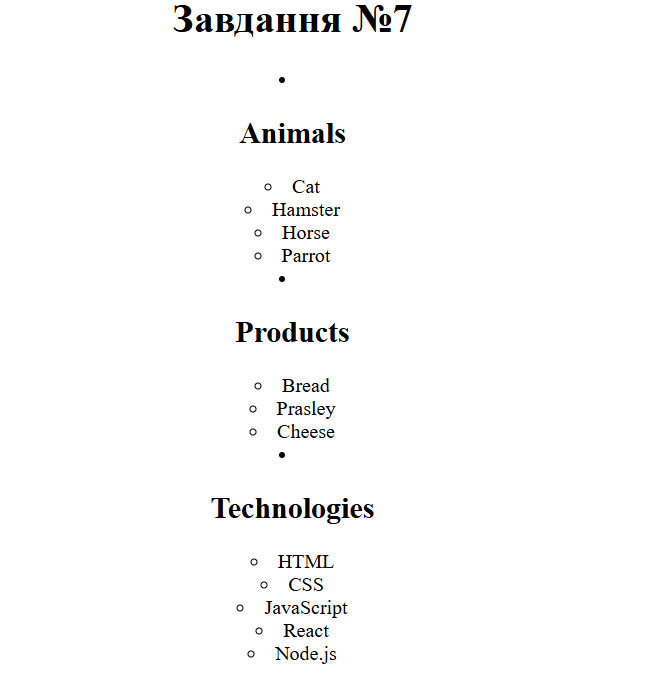 Завдання №7
Animals
Cat
Hamster
Horse
Parrot
Products
Bread
Prasley
Cheese
Technologies
HTML
CSS
JavaScript
React
Node.js